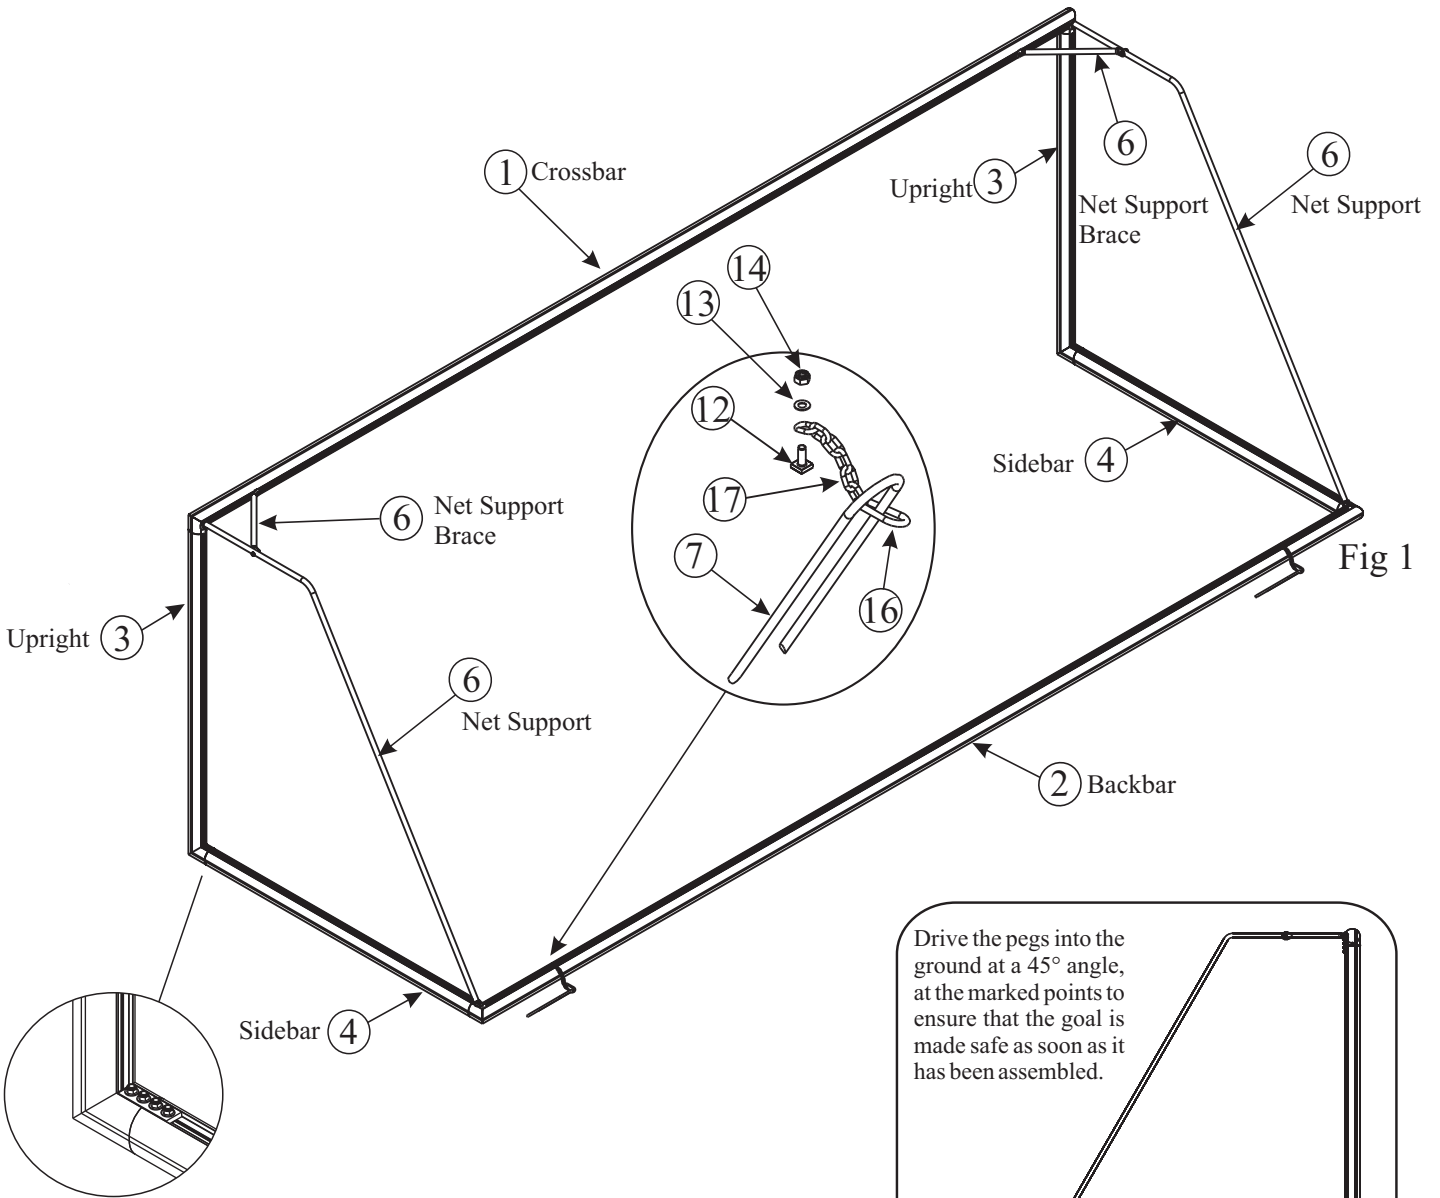 1 Crossbar
6
6
Upright 3
Net Support
Brace
Net Support
14
13
12
Sidebar 4
17
6 Net Support
Brace
7
16
Fig 1
Upright 3
6
Net Support
2 Backbar
Drive the pegs into the
ground at a 45° angle,
at the marked points to
ensure that the goal is
made safe as soon as it
has been assembled.
Sidebar 4